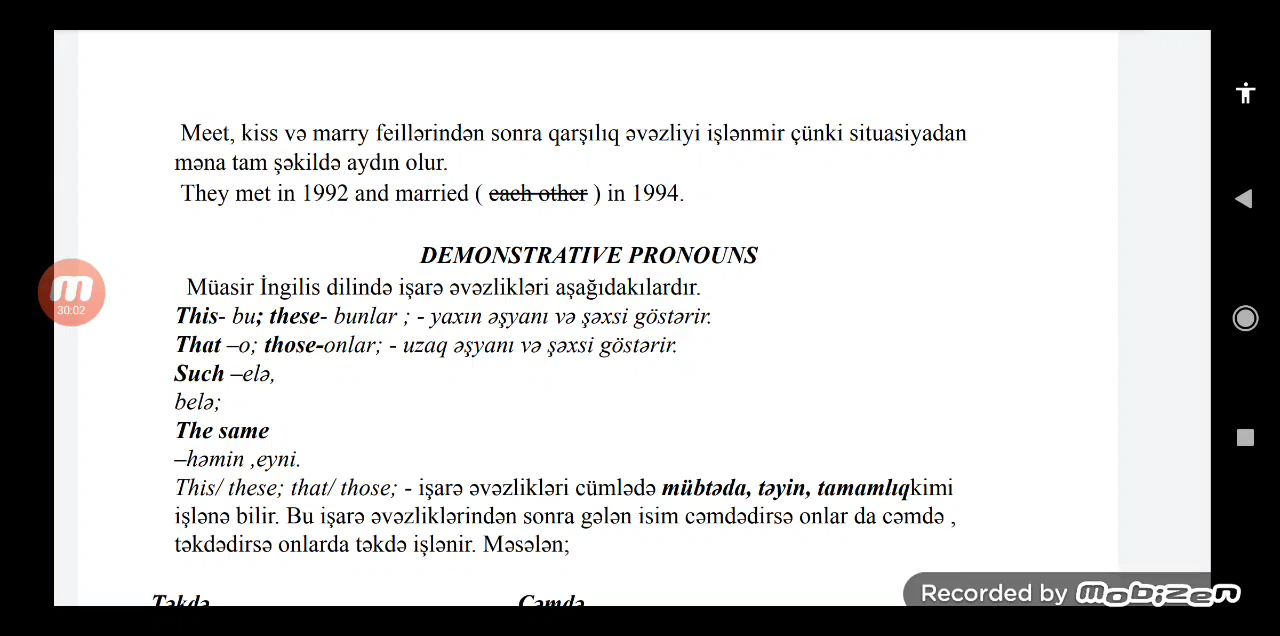 Meet, kiss və marry feillərindən sonra qarşılıq əvəzliyi işlənmir çünki situasiyadan
məna tam şəkildə aydın olur.
They met in 1992 and married ( each other ) in 1994.
DEMONSTRATIVE PRONOUNS
Müasir İngilis dilində işarə əvəzlikləri aşağıdakılardır.
This- bu; these- bunlar ; - yaxın əşyanı və şəxsi göstərir.
That –o; those-onlar; - uzaq əşyanı və şəxsi göstərir.
Such –elə,
belə;
The same
–həmin ,eyni.
This/ these; that/ those; - işarə əvəzlikləri cümlədə mübtəda, təyin, tamamlıqkimi
işlənə bilir. Bu işarə əvəzliklərindən sonra gələn isim cəmdədirsə onlar da cəmdə ,
təkdədirsə onlarda təkdə işlənir. Məsələn;
Təkdə Cəmdə
30:02
Recorded by mobizen